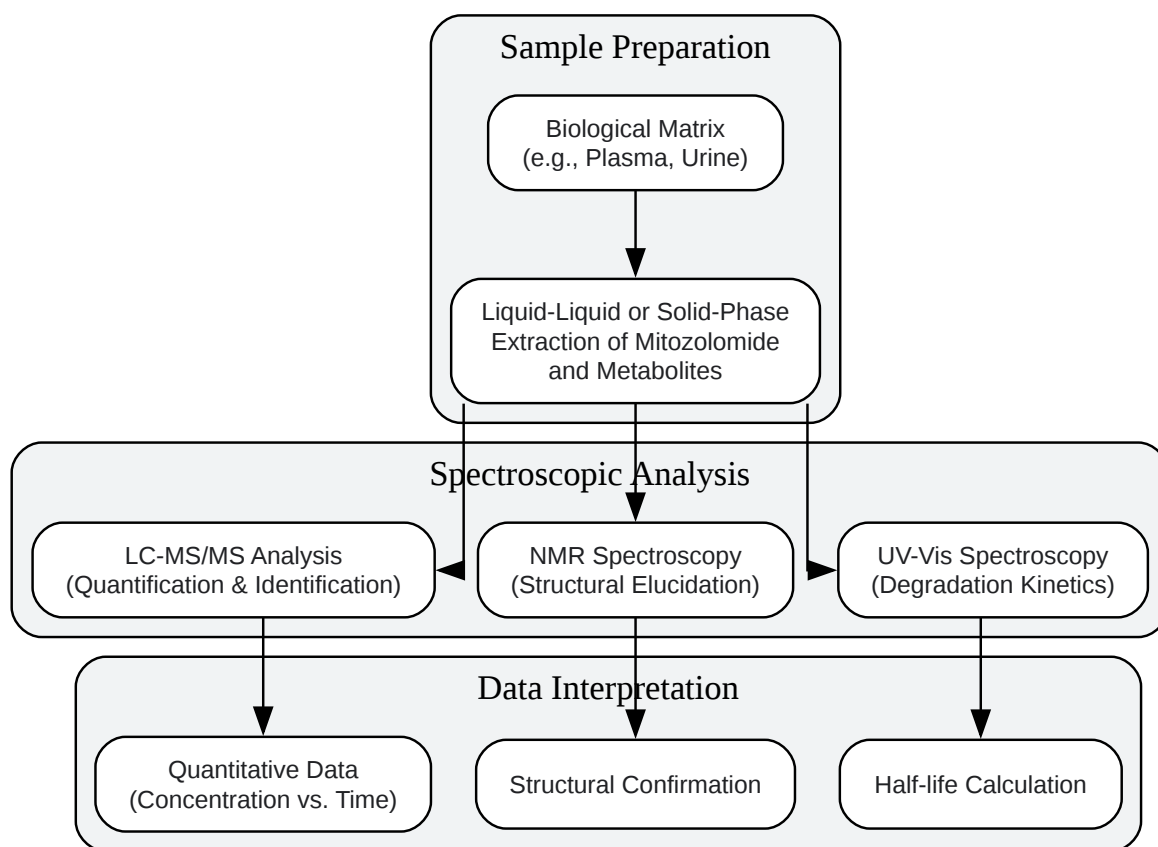 Sample Preparation
Biological Matrix
(e.g., Plasma, Urine)
Liquid-Liquid or Solid-Phase
Extraction of Mitozolomide
and Metabolites
Spectroscopic Analysis
LC-MS/MS Analysis
(Quantification & Identification)
NMR Spectroscopy
(Structural Elucidation)
UV-Vis Spectroscopy
(Degradation Kinetics)
Data Interpretation
Quantitative Data
(Concentration vs. Time)
Structural Confirmation
Half-life Calculation